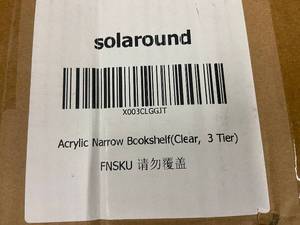 solaround
X003CLGGJT
Acrylic Narrow Bookshelf(Clear, 3 Tier)
FNSKU 请勿覆盖